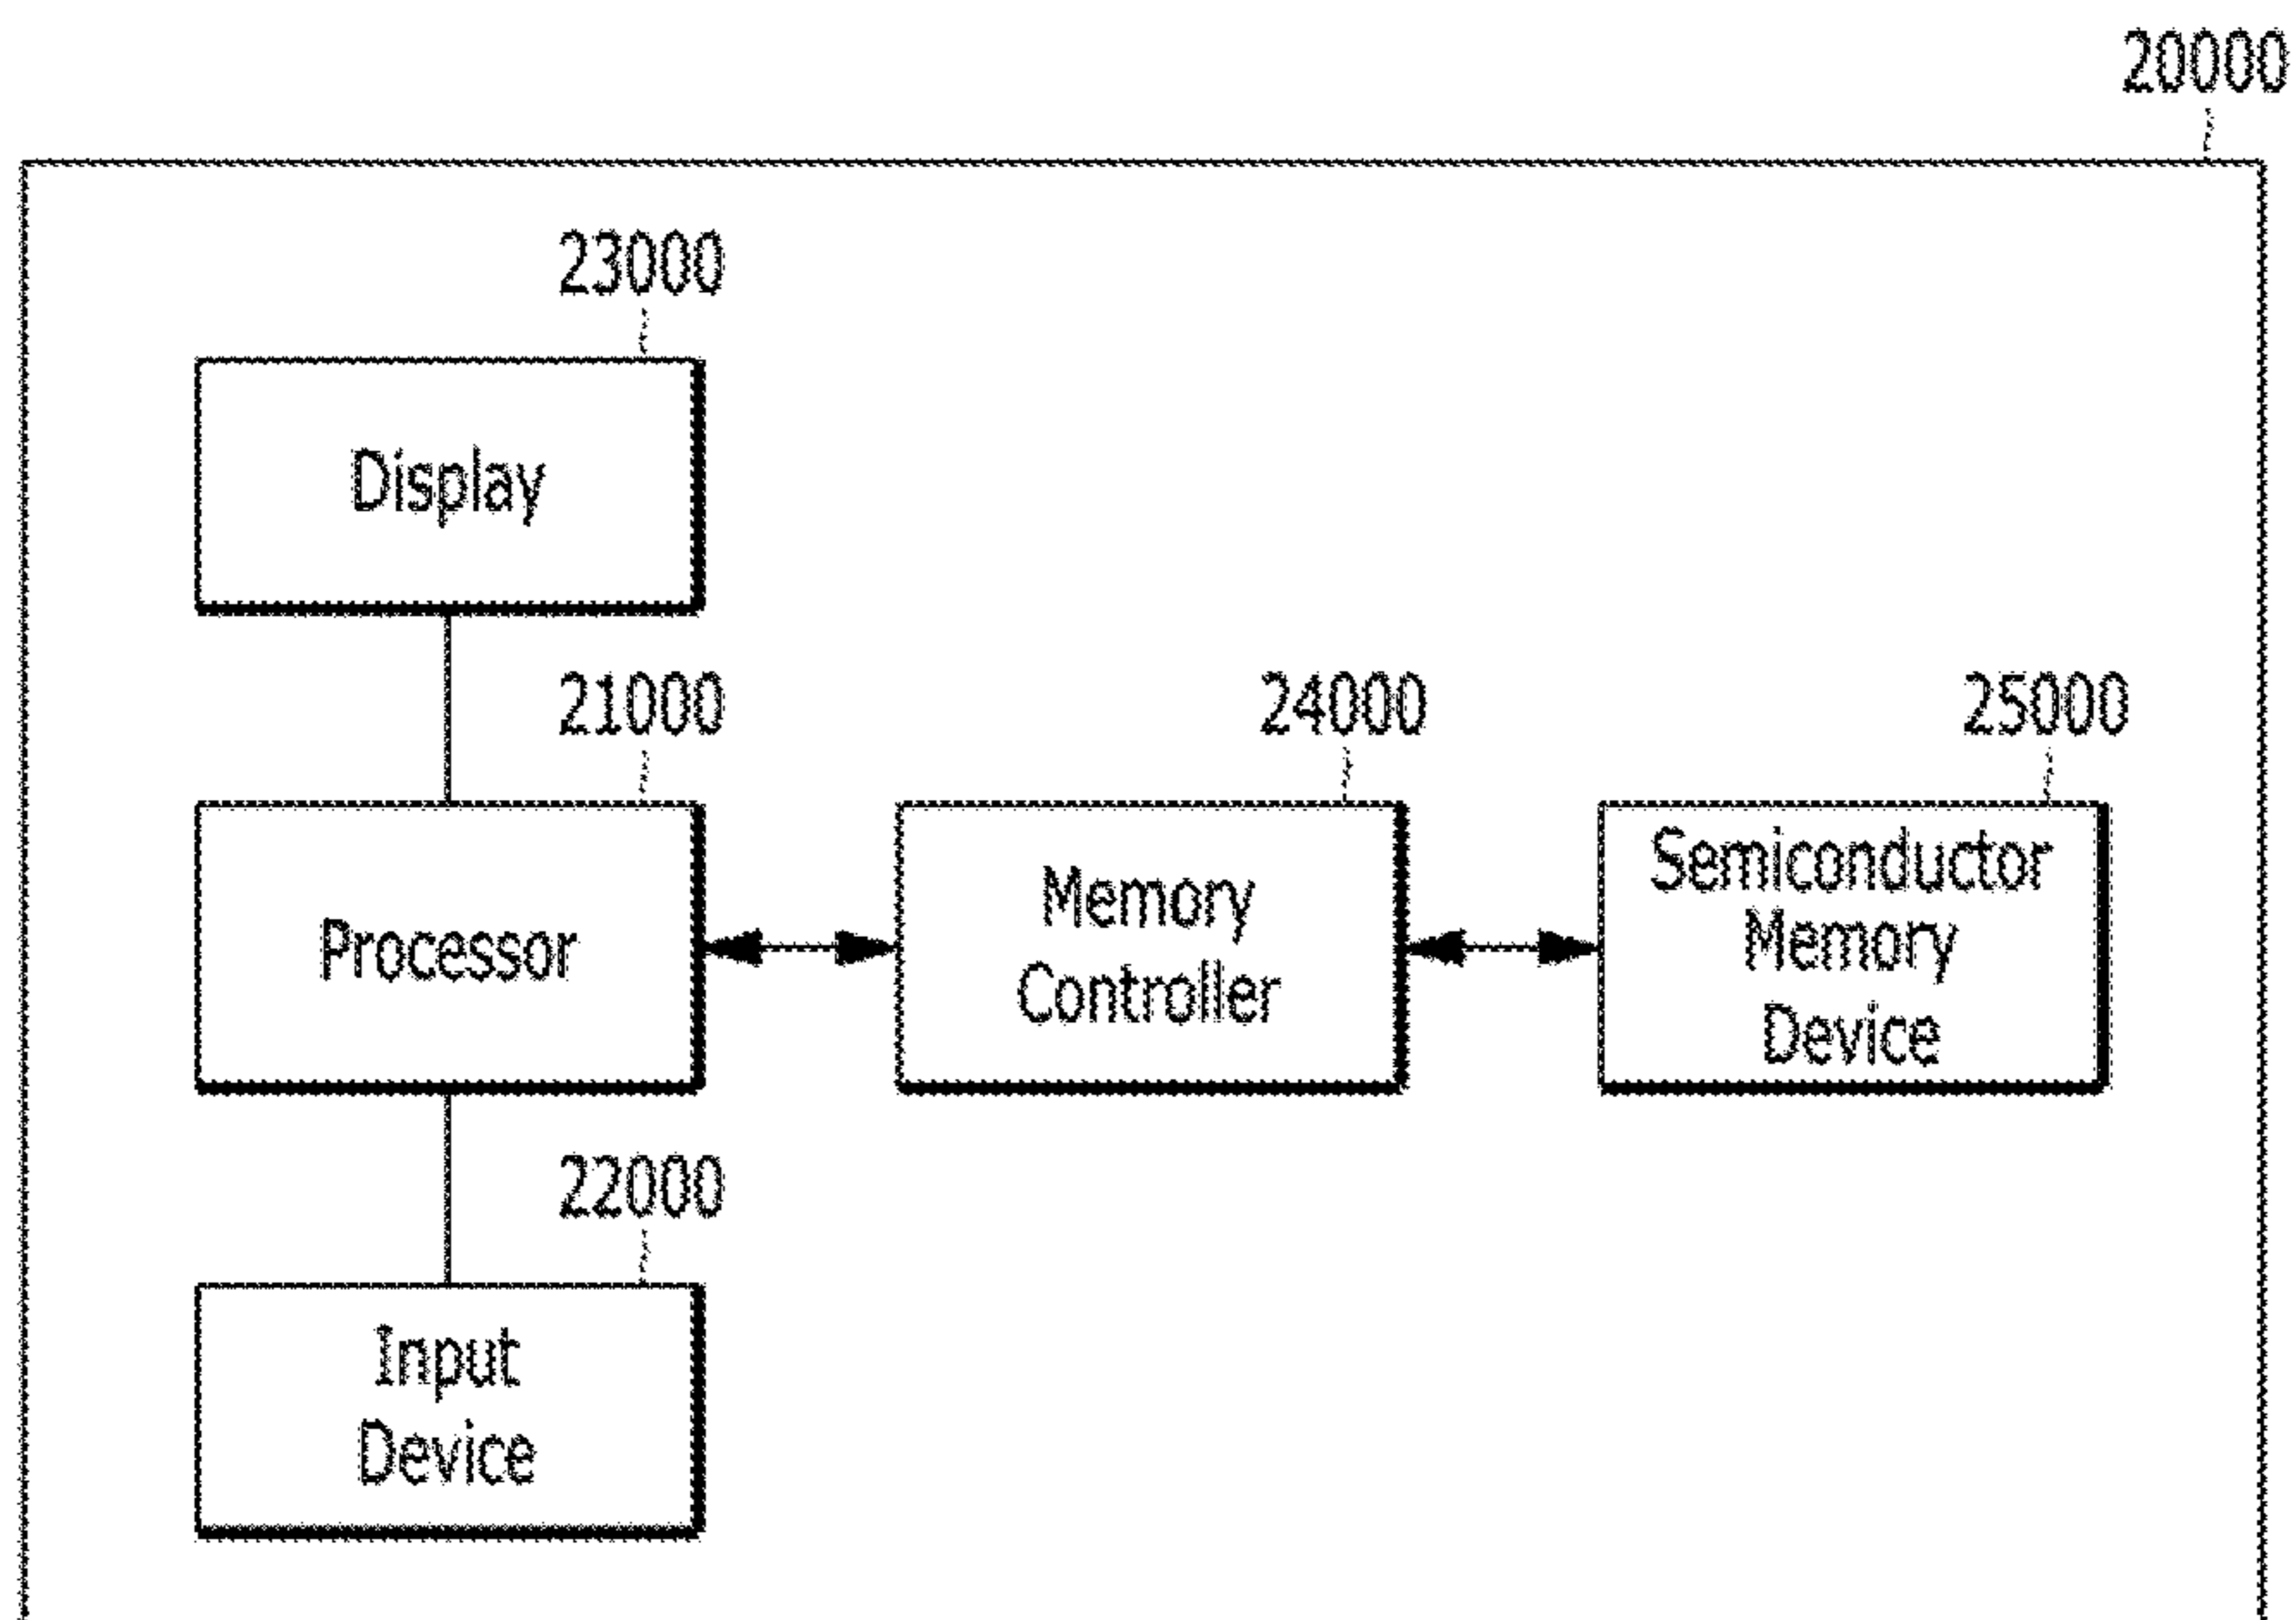 20000
23000
Display
21000
24000
25000
Processor
Memory
Controller
Semiconductor
Memory
Device
22000
Input
Device